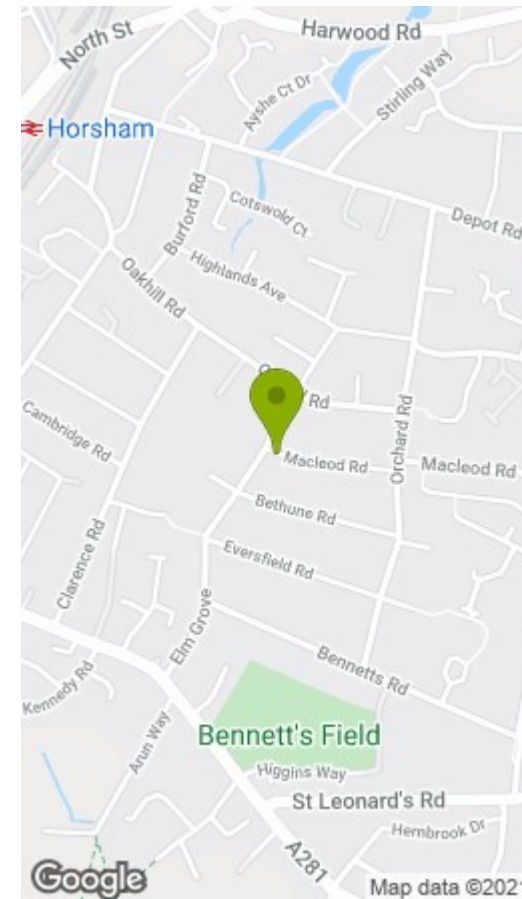 North St
Harwood Rd
Stirling Way
Ayshe Ct Dr
Horsham
Burford Rd
Cotswold Ct
Depot Rd
Highlands Ave
Oakhill Rd
Rd
Orchard Rd
Cambridge Rd
Macleod Rd
Macleod Rd
Bethune Rd
Clarence Rd
Eversfield Rd
Elm Grove
Bennetts Rd
Kennedy Rd
Arun Way
Bennett's Field
Higgins Way
St Leonard's Rd
Hernbrook Dr
A281
Google
Map data ©2021